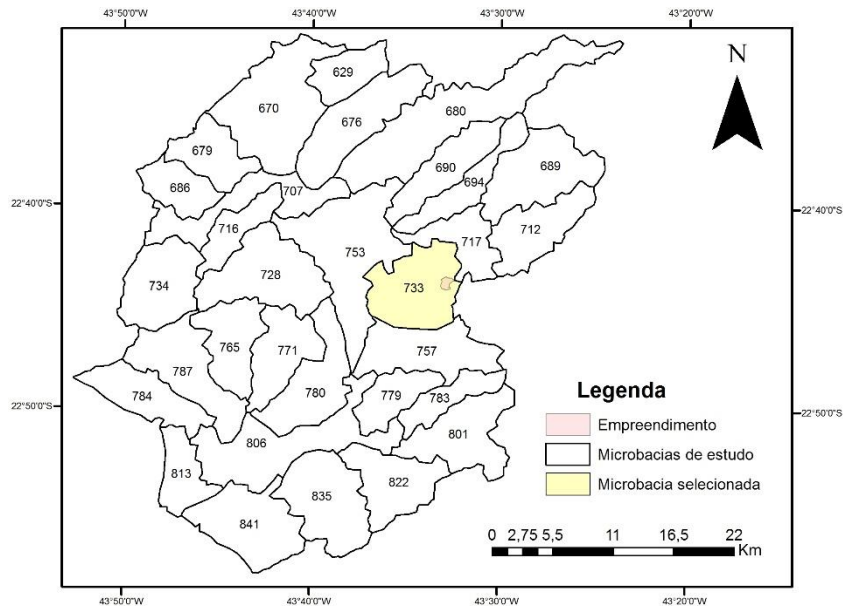 43°50'0"W 43°40'0"W 43°30'0"W 43°20'0"W
N
629
670
676
680
679
690
689
686
694
707
22°40'0"S 22°40'0"S
716
712
717
753
728
734
733
765
771
757
787
779
780
783
784
22°50'0"S 22°50'0"S
801
806
813
822
835
841
Legenda
Empreendimento
Microbacias de estudo
Microbacia selecionada
0 2,75 5,5 11 16,5 22
Km
43°50'0"W 43°40'0"W 43°30'0"W 43°20'0"W